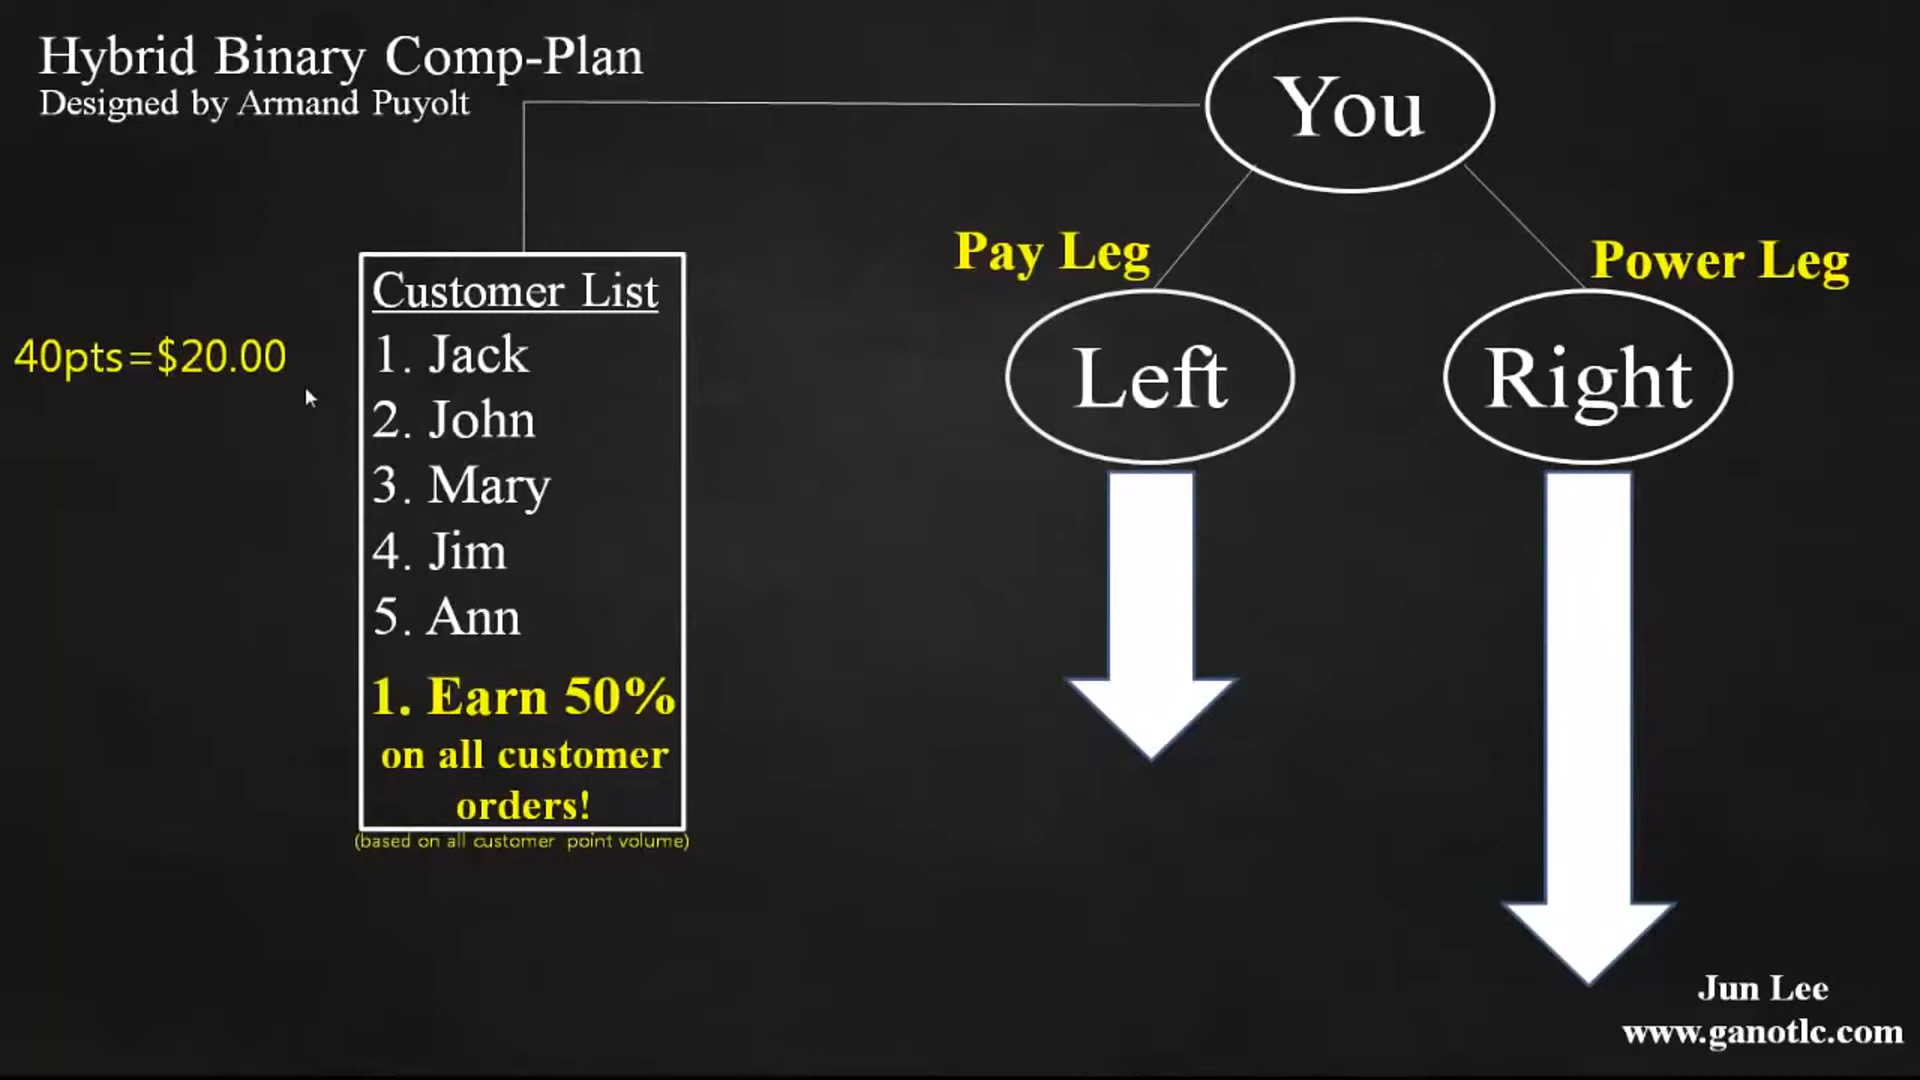 Hybrid Binary Comp-Plan
Designed by Armand Puyolt
You
Pay Leg
Power Leg
Left
Right
40pts=$20.00
Customer List
1. Jack
2. John
3. Mary
4. Jim
5. Ann
1. Earn 50%
on all customer
orders!
(based on all customer point volume)
Jun Lee
www.ganotlc.com